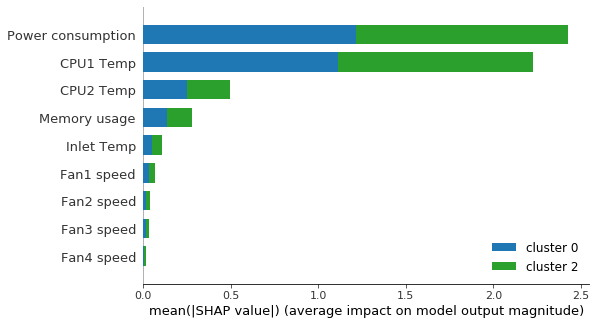 Power consumption
CPU1 Temp
CPU2 Temp
Memory usage
Inlet Temp
Fan1 speed
Fan2 speed
Fan3 speed
Fan4 speed
cluster 0
cluster 2
0.0 0.5 1.0 1.5 2.0 2.5
mean(|SHAP value|) (average impact on model output magnitude)